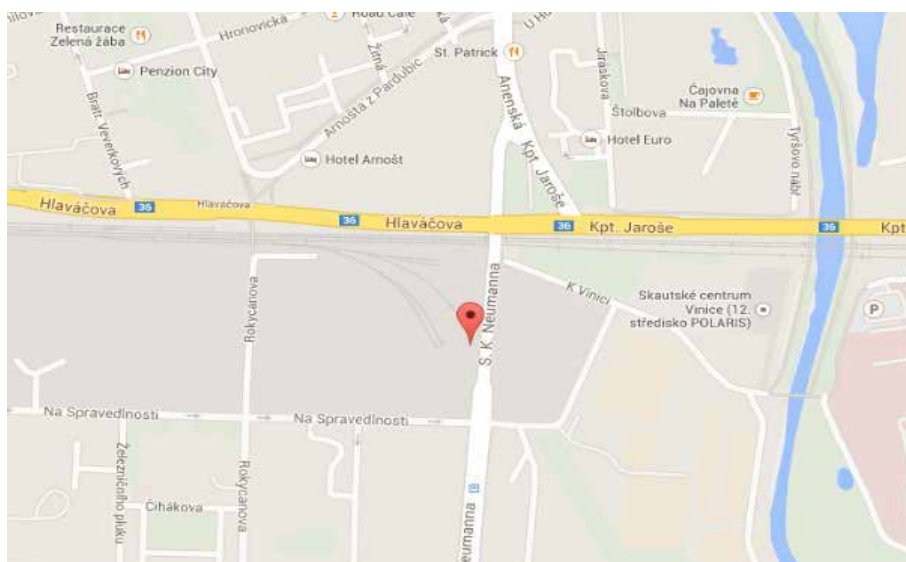 Restaurace
Zelená žába
Hronovická
Road Café
St. Patrick
Penzion City
Žitná
Bratr. Veverkových
Arnošta z Pardubic
Hotel Arnošt
Anenská
Kpt. Jaroše
Jiráskova
Čajovna
Na Paletě
Štolbova
Hotel Euro
Tyršovo nábř.
Hlaváčova
36
Hlaváčova
36
Hlaváčova
36
Kpt. Jaroše
36
Kpt
Rokycanova
S. K. Neumanna
K Vinici
Skautské centrum
Vinice (12.
středisko POLARIS)
P
Na Spravedlnosti
Na Spravedlnosti
Železničního pluku
Rokycanova
Čihákova
eumanna